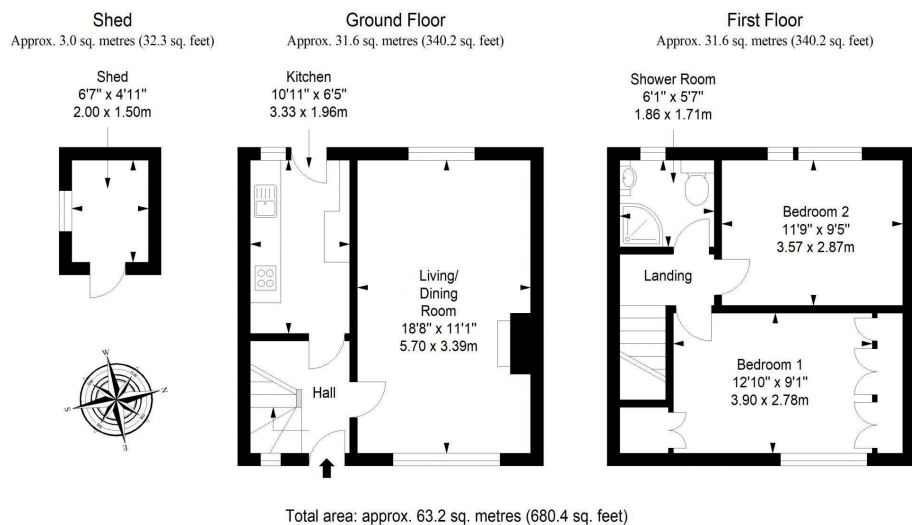 Shed
Approx. 3.0 sq. metres (32.3 sq. feet)
Shed
6'7" x 4'11"
2.00 x 1.50m
Ground Floor
Approx. 31.6 sq. metres (340.2 sq. feet)
Kitchen
10'11" x 6'5"
3.33 x 1.96m
Living/
Dining
Room
18'8" x 11'1"
5.70 x 3.39m
Hall
First Floor
Approx. 31.6 sq. metres (340.2 sq. feet)
Shower Room
6'1" x 5'7"
1.86 x 1.71m
Bedroom 2
11'9" x 9'5"
3.57 x 2.87m
Landing
Bedroom 1
12'10" x 9'1"
3.90 x 2.78m
W
N
S
E
Total area: approx. 63.2 sq. metres (680.4 sq. feet)